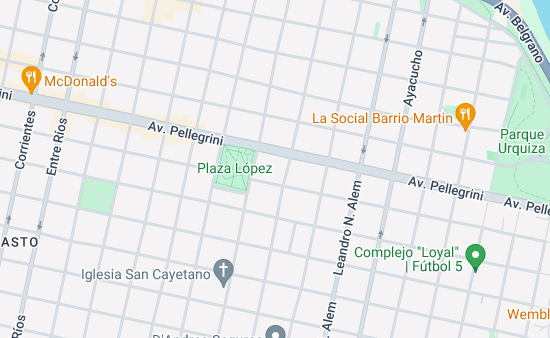 Av. Belgrano
Ayacucho
McDonald's
La Social Barrio Martin
Corrientes
Entre Ríos
Av. Pellegrini
Parque
Urquiza
Plaza López
Av. Pellegrini
Av. Pelle
Leandro N. Alem
ASTO
Complejo "Loyal"
| Fútbol 5
Iglesia San Cayetano
Wembl
Alem
Ríos